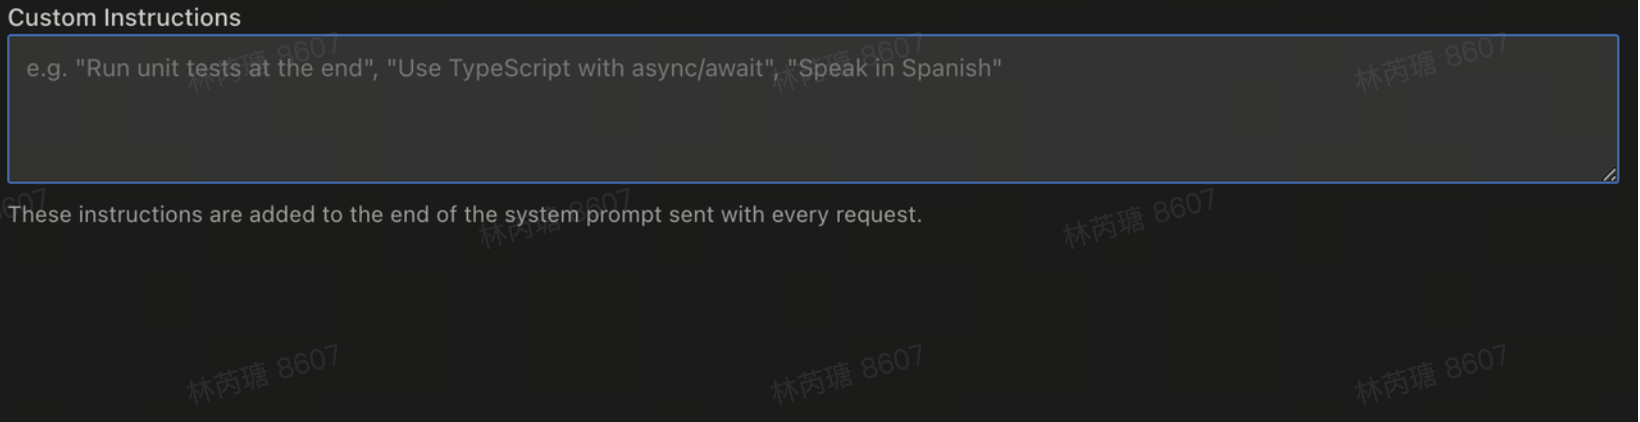 Custom Instructions
e.g. "Run unit tests at the end", "Use TypeScript with async/await", "Speak in Spanish"
林芮瑭 8607
林芮瑭 8607
林芮瑭 8607
These instructions are added to the end of the system prompt sent with every request.
8607
林芮瑭 8607
林芮瑭 8607
林芮瑭 8607
林芮瑭 8607
林芮瑭 8607